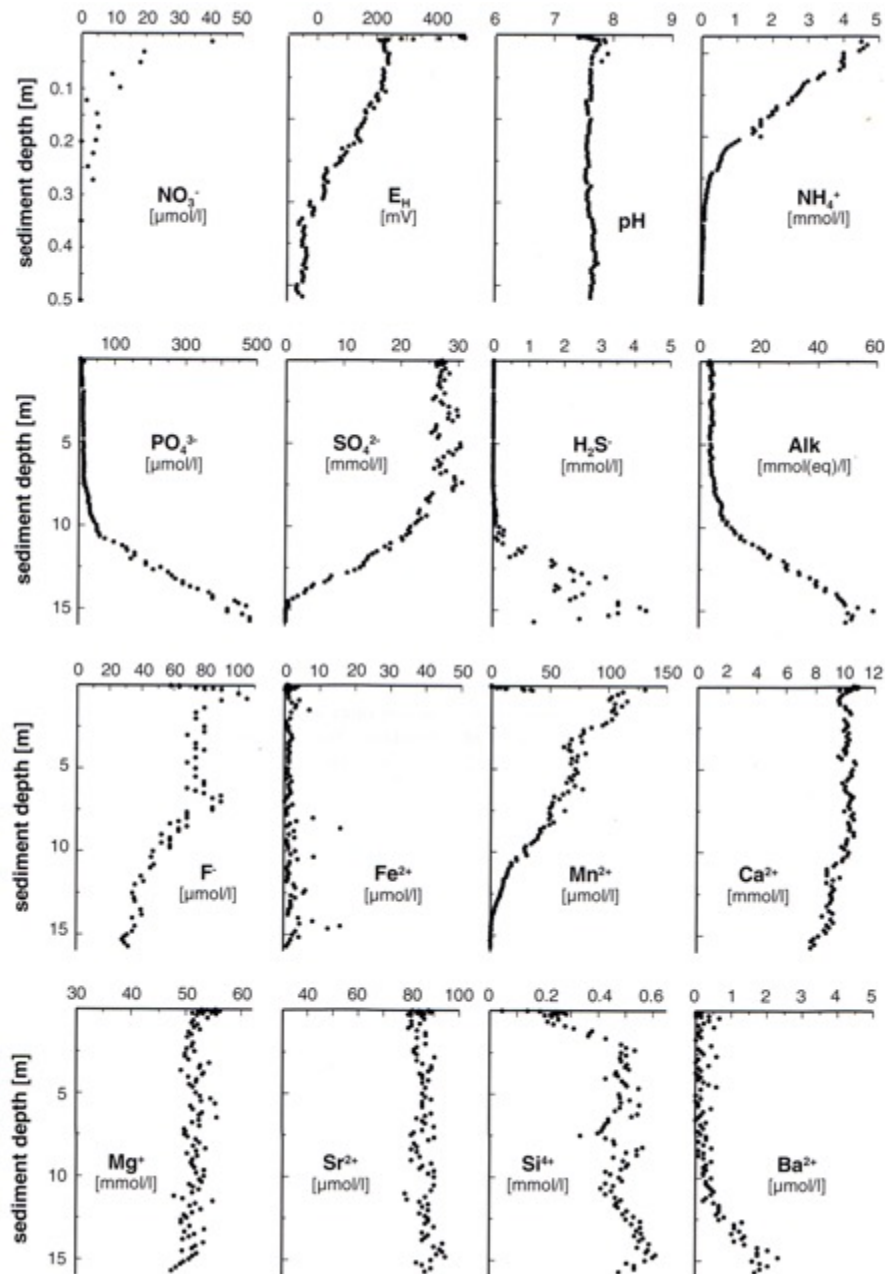 0 10 20 30 40 50
0 200 400
6 7 8 9
0 1 2 3 4 5
sediment depth [m]
0.1
0.2
0.3
0.4
0.5
NO₃⁻
[µmol/l]
E_H
[mV]
pH
NH₄⁺
[mmol/l]
100 300 500
0 10 20 30
0 1 2 3 4 5
0 20 40 60
sediment depth [m]
5
10
15
PO₄³⁻
[µmol/l]
SO₄²⁻
[mmol/l]
H₂S⁻
[mmol/l]
Alk
[mmol(eq)/l]
0 20 40 60 80 100
0 10 20 30 40 50
0 50 100 150
0 2 4 6 8 10 12
sediment depth [m]
5
10
15
F⁻
[µmol/l]
Fe²⁺
[µmol/l]
Mn²⁺
[µmol/l]
Ca²⁺
[mmol/l]
30 40 50 60
40 60 80 100
0 0.2 0.4 0.6
0 1 2 3 4 5
sediment depth [m]
5
10
15
Mg⁺
[mmol/l]
Sr²⁺
[µmol/l]
Si⁴⁺
[mmol/l]
Ba²⁺
[µmol/l]